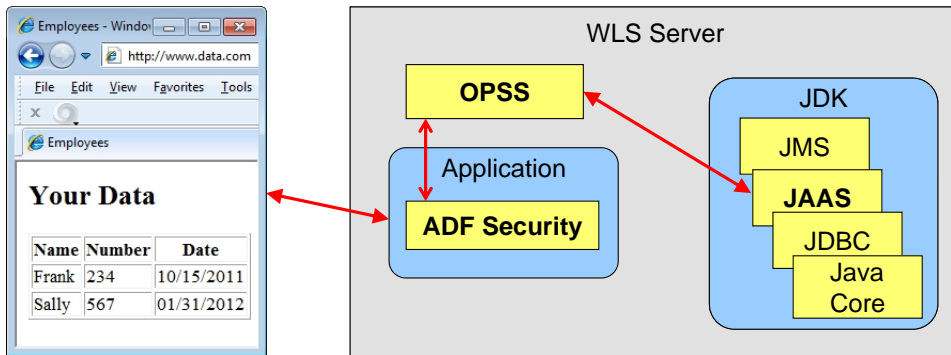 Employees - Windov
http://www.data.com
File Edit View Favorites Tools
x
Employees
Your Data
Name Number Date
Frank 234 10/15/2011
Sally 567 01/31/2012
WLS Server
OPSS
Application
ADF Security
JDK
JMS
JAAS
JDBC
Java
Core